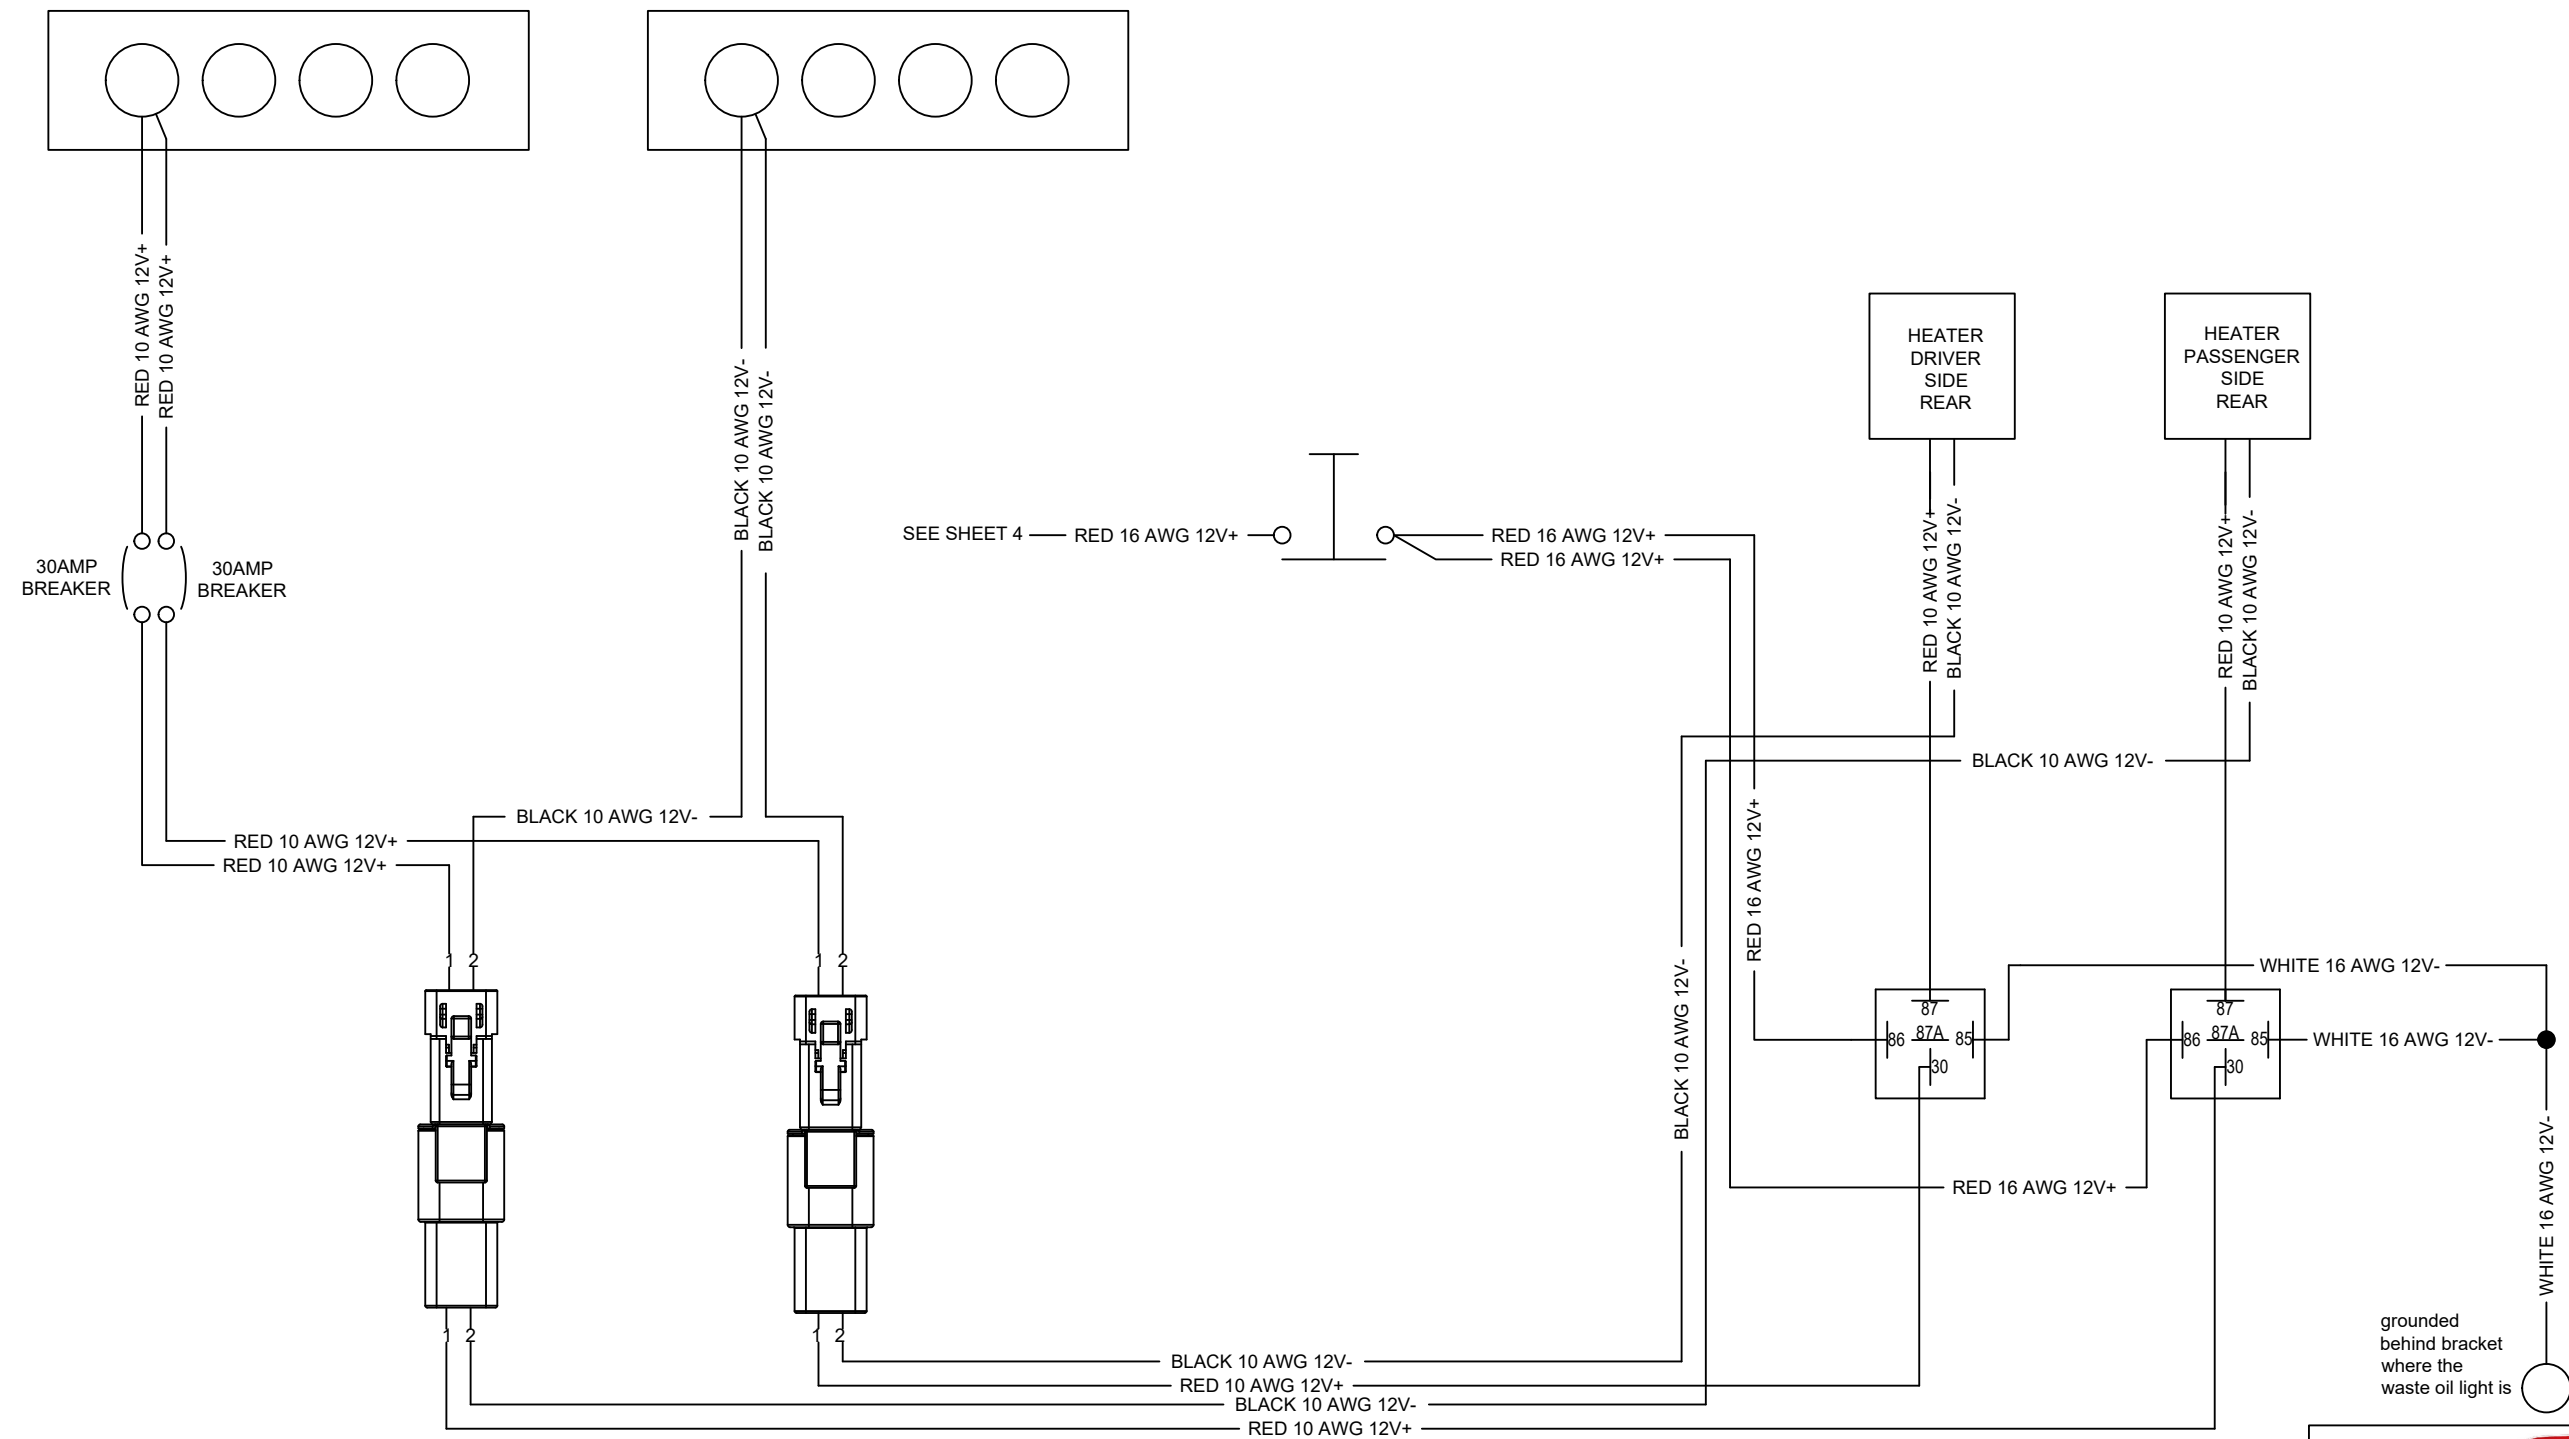 RED 10 AWG 12V+
RED 10 AWG 12V+
30AMP
BREAKER
30AMP
BREAKER
BLACK 10 AWG 12V-
BLACK 10 AWG 12V-
SEE SHEET 4
RED 16 AWG 12V+
RED 16 AWG 12V+
RED 16 AWG 12V+
HEATER
DRIVER
SIDE
REAR
HEATER
PASSENGER
SIDE
REAR
RED 10 AWG 12V+
BLACK 10 AWG 12V-
RED 10 AWG 12V+
BLACK 10 AWG 12V-
BLACK 10 AWG 12V-
BLACK 10 AWG 12V-
RED 10 AWG 12V+
RED 10 AWG 12V+
RED 16 AWG 12V+
BLACK 10 AWG 12V-
1 2
1 2
WHITE 16 AWG 12V-
87
86 87A 85
30
87
86 87A 85
30
WHITE 16 AWG 12V-
RED 16 AWG 12V+
WHITE 16 AWG 12V-
1 2
1 2
grounded
behind bracket
where the
waste oil light is
BLACK 10 AWG 12V-
RED 10 AWG 12V+
BLACK 10 AWG 12V-
RED 10 AWG 12V+